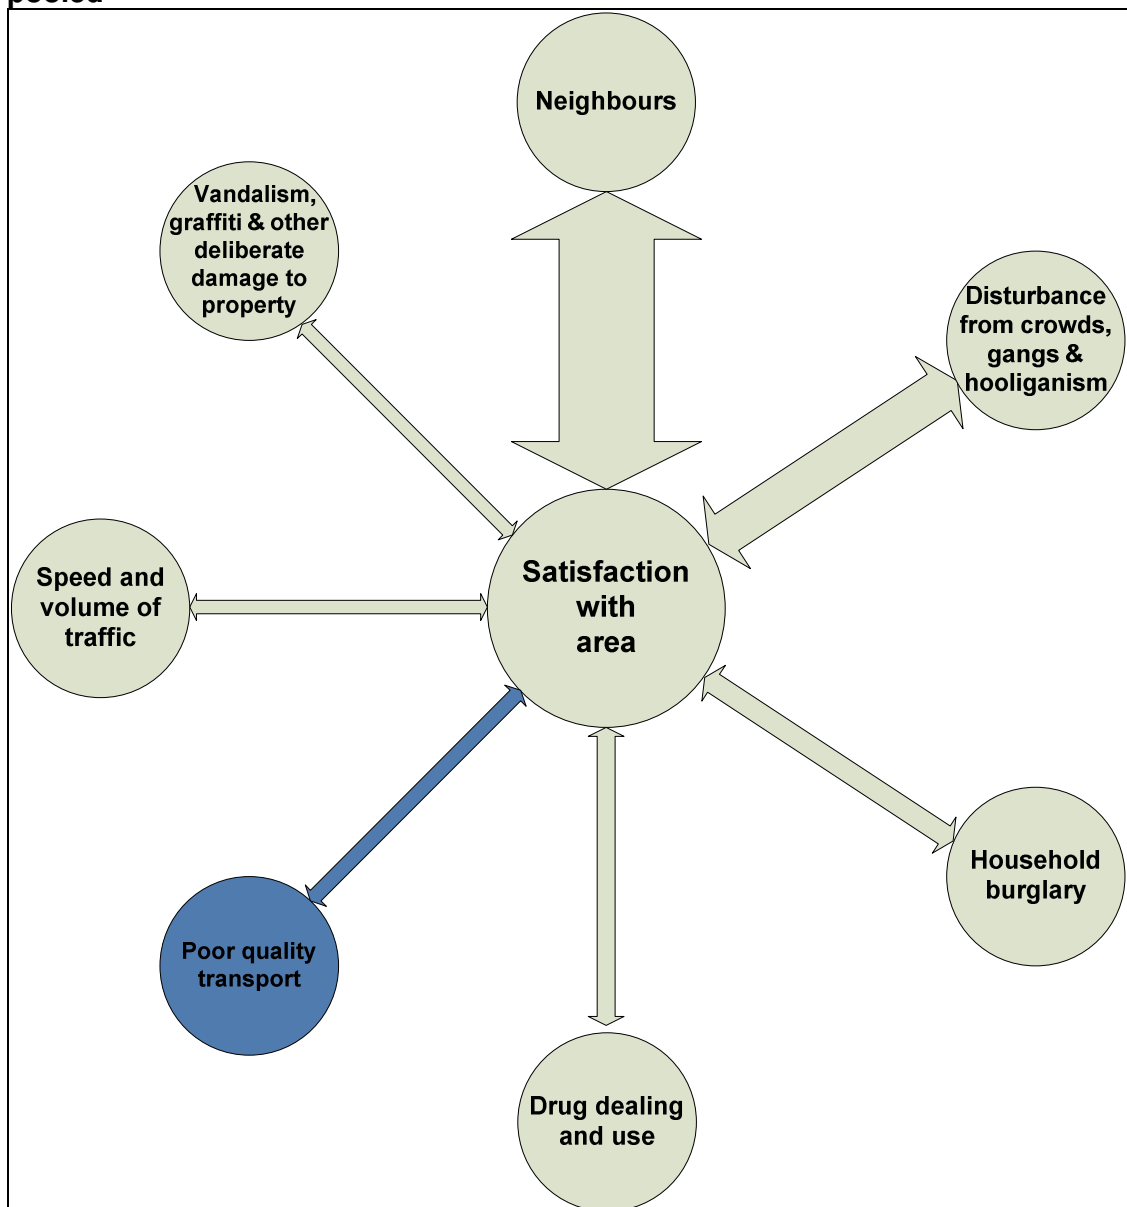 pooled
Neighbours
Vandalism,
graffiti & other
deliberate
damage to
property
Disturbance
from crowds,
gangs &
hooliganism
Satisfaction
with
area
Speed and
volume of
traffic
Household
burglary
Poor quality
transport
Drug dealing
and use